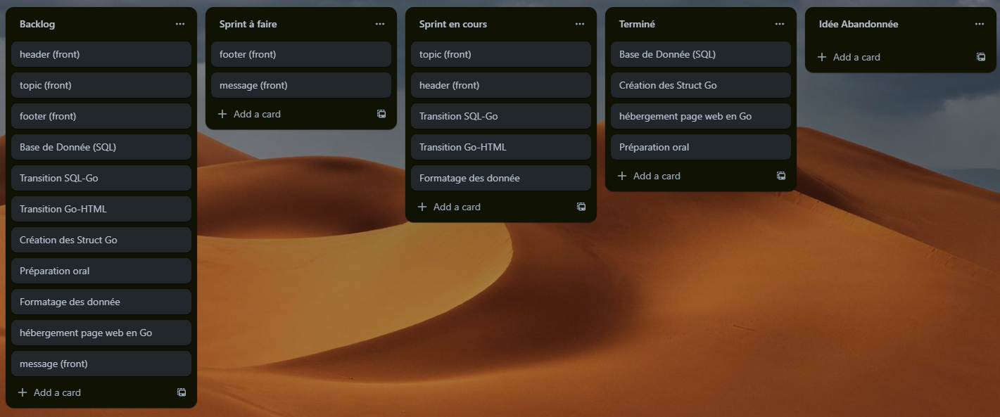 Backlog
header (front)
topic (front)
footer (front)
Base de Donnée (SQL)
Transition SQL-Go
Transition Go-HTML
Création des Struct Go
Préparation oral
Formatage des donnée
hébergement page web en Go
message (front)
Add a card
Sprint à faire
footer (front)
message (front)
Add a card
Sprint en cours
topic (front)
header (front)
Transition SQL-Go
Transition Go-HTML
Formatage des donnée
Add a card
Terminé
Base de Donnée (SQL)
Création des Struct Go
hébergement page web en Go
Préparation oral
Add a card
Idée Abandonnée
Add a card